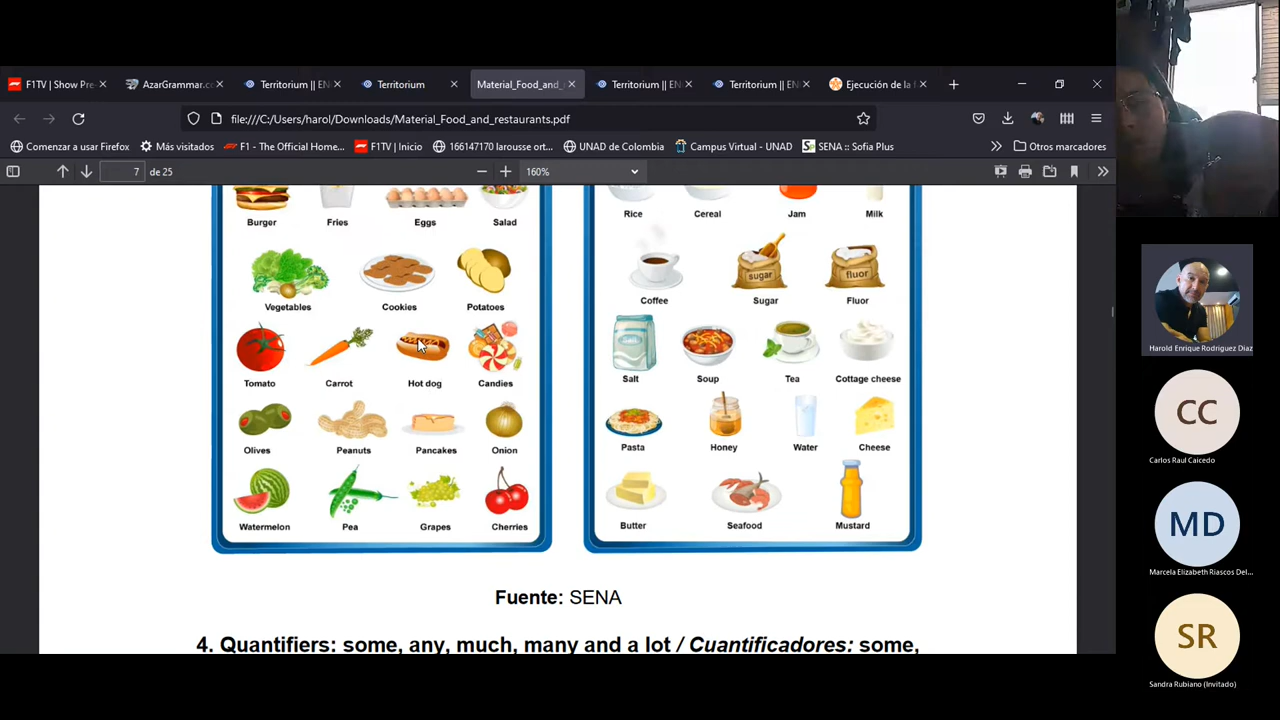 F1TV | Show Pre-
AzarGrammar.c
Territorium || EN
Territorium
Material_Food_and_
Territorium || EN
Territorium || EN
Ejecución de la f
file:///C:/Users/harol/Downloads/Material_Food_and_restaurants.pdf
Comenzar a usar Firefox
Más visitados
F1 - The Official Home...
F1TV | Inicio
166147170 larousse ort...
UNAD de Colombia
Campus Virtual - UNAD
SENA :: Sofia Plus
Otros marcadores
7 de 25
160%
Burger Fries Eggs Salad
Vegetables Cookies Potatoes
Tomato Carrot Hot dog Candies
Olives Peanuts Pancakes Onion
Watermelon Pea Grapes Cherries
Rice Cereal Jam Milk
sugar fluor
Coffee Sugar Fluor
Salt Soup Tea Cottage cheese
Pasta Honey Water Cheese
Butter Seafood Mustard
Fuente: SENA
4. Quantifiers: some, any, much, many and a lot / Cuantificadores: some,
Harold Enrique Rodriguez Diaz
CC
Carlos Raul Caicedo
MD
Marcela Elizabeth Riascos Del...
SR
Sandra Rubiano (Invitado)